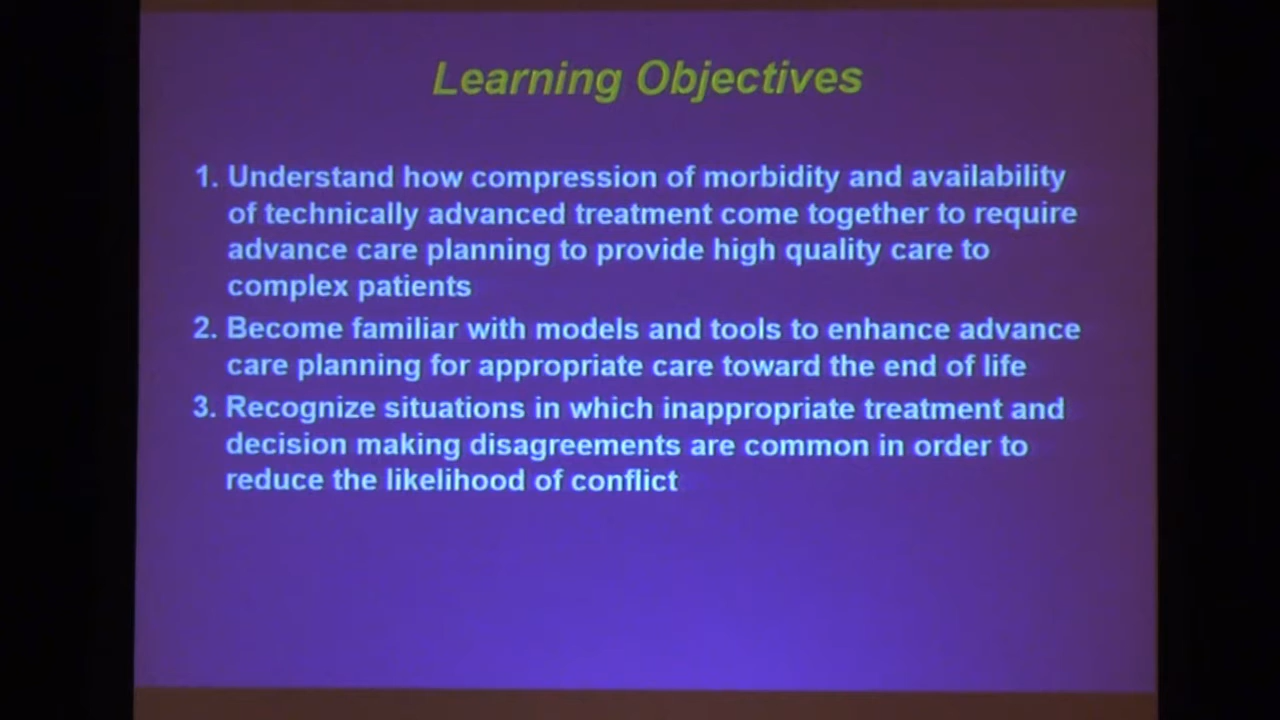 Learning Objectives
1. Understand how compression of morbidity and availability
of technically advanced treatment come together to require
advance care planning to provide high quality care to
complex patients
2. Become familiar with models and tools to enhance advance
care planning for appropriate care toward the end of life
3. Recognize situations in which inappropriate treatment and
decision making disagreements are common in order to
reduce the likelihood of conflict